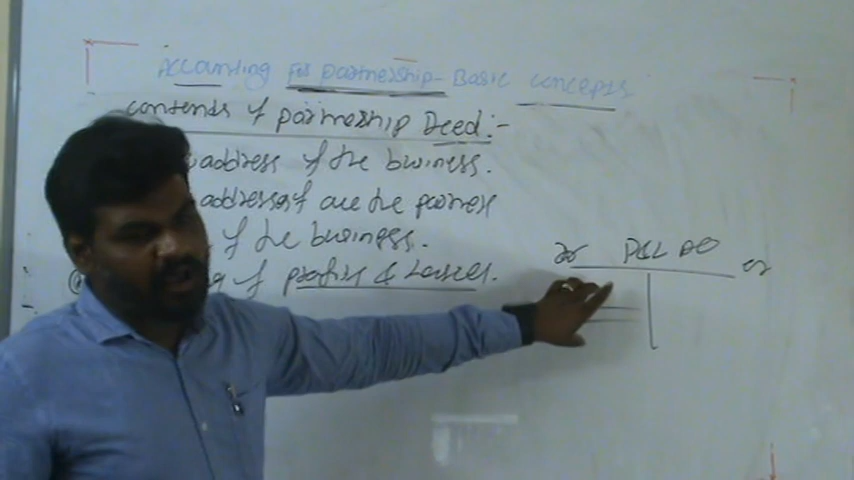 Accounting for partnership - Basic concepts
contents of partnership Deed:-
address of the business.
addresses of all the partners
of the business.
of profits & Losses.
Dr P&L A/C Cr